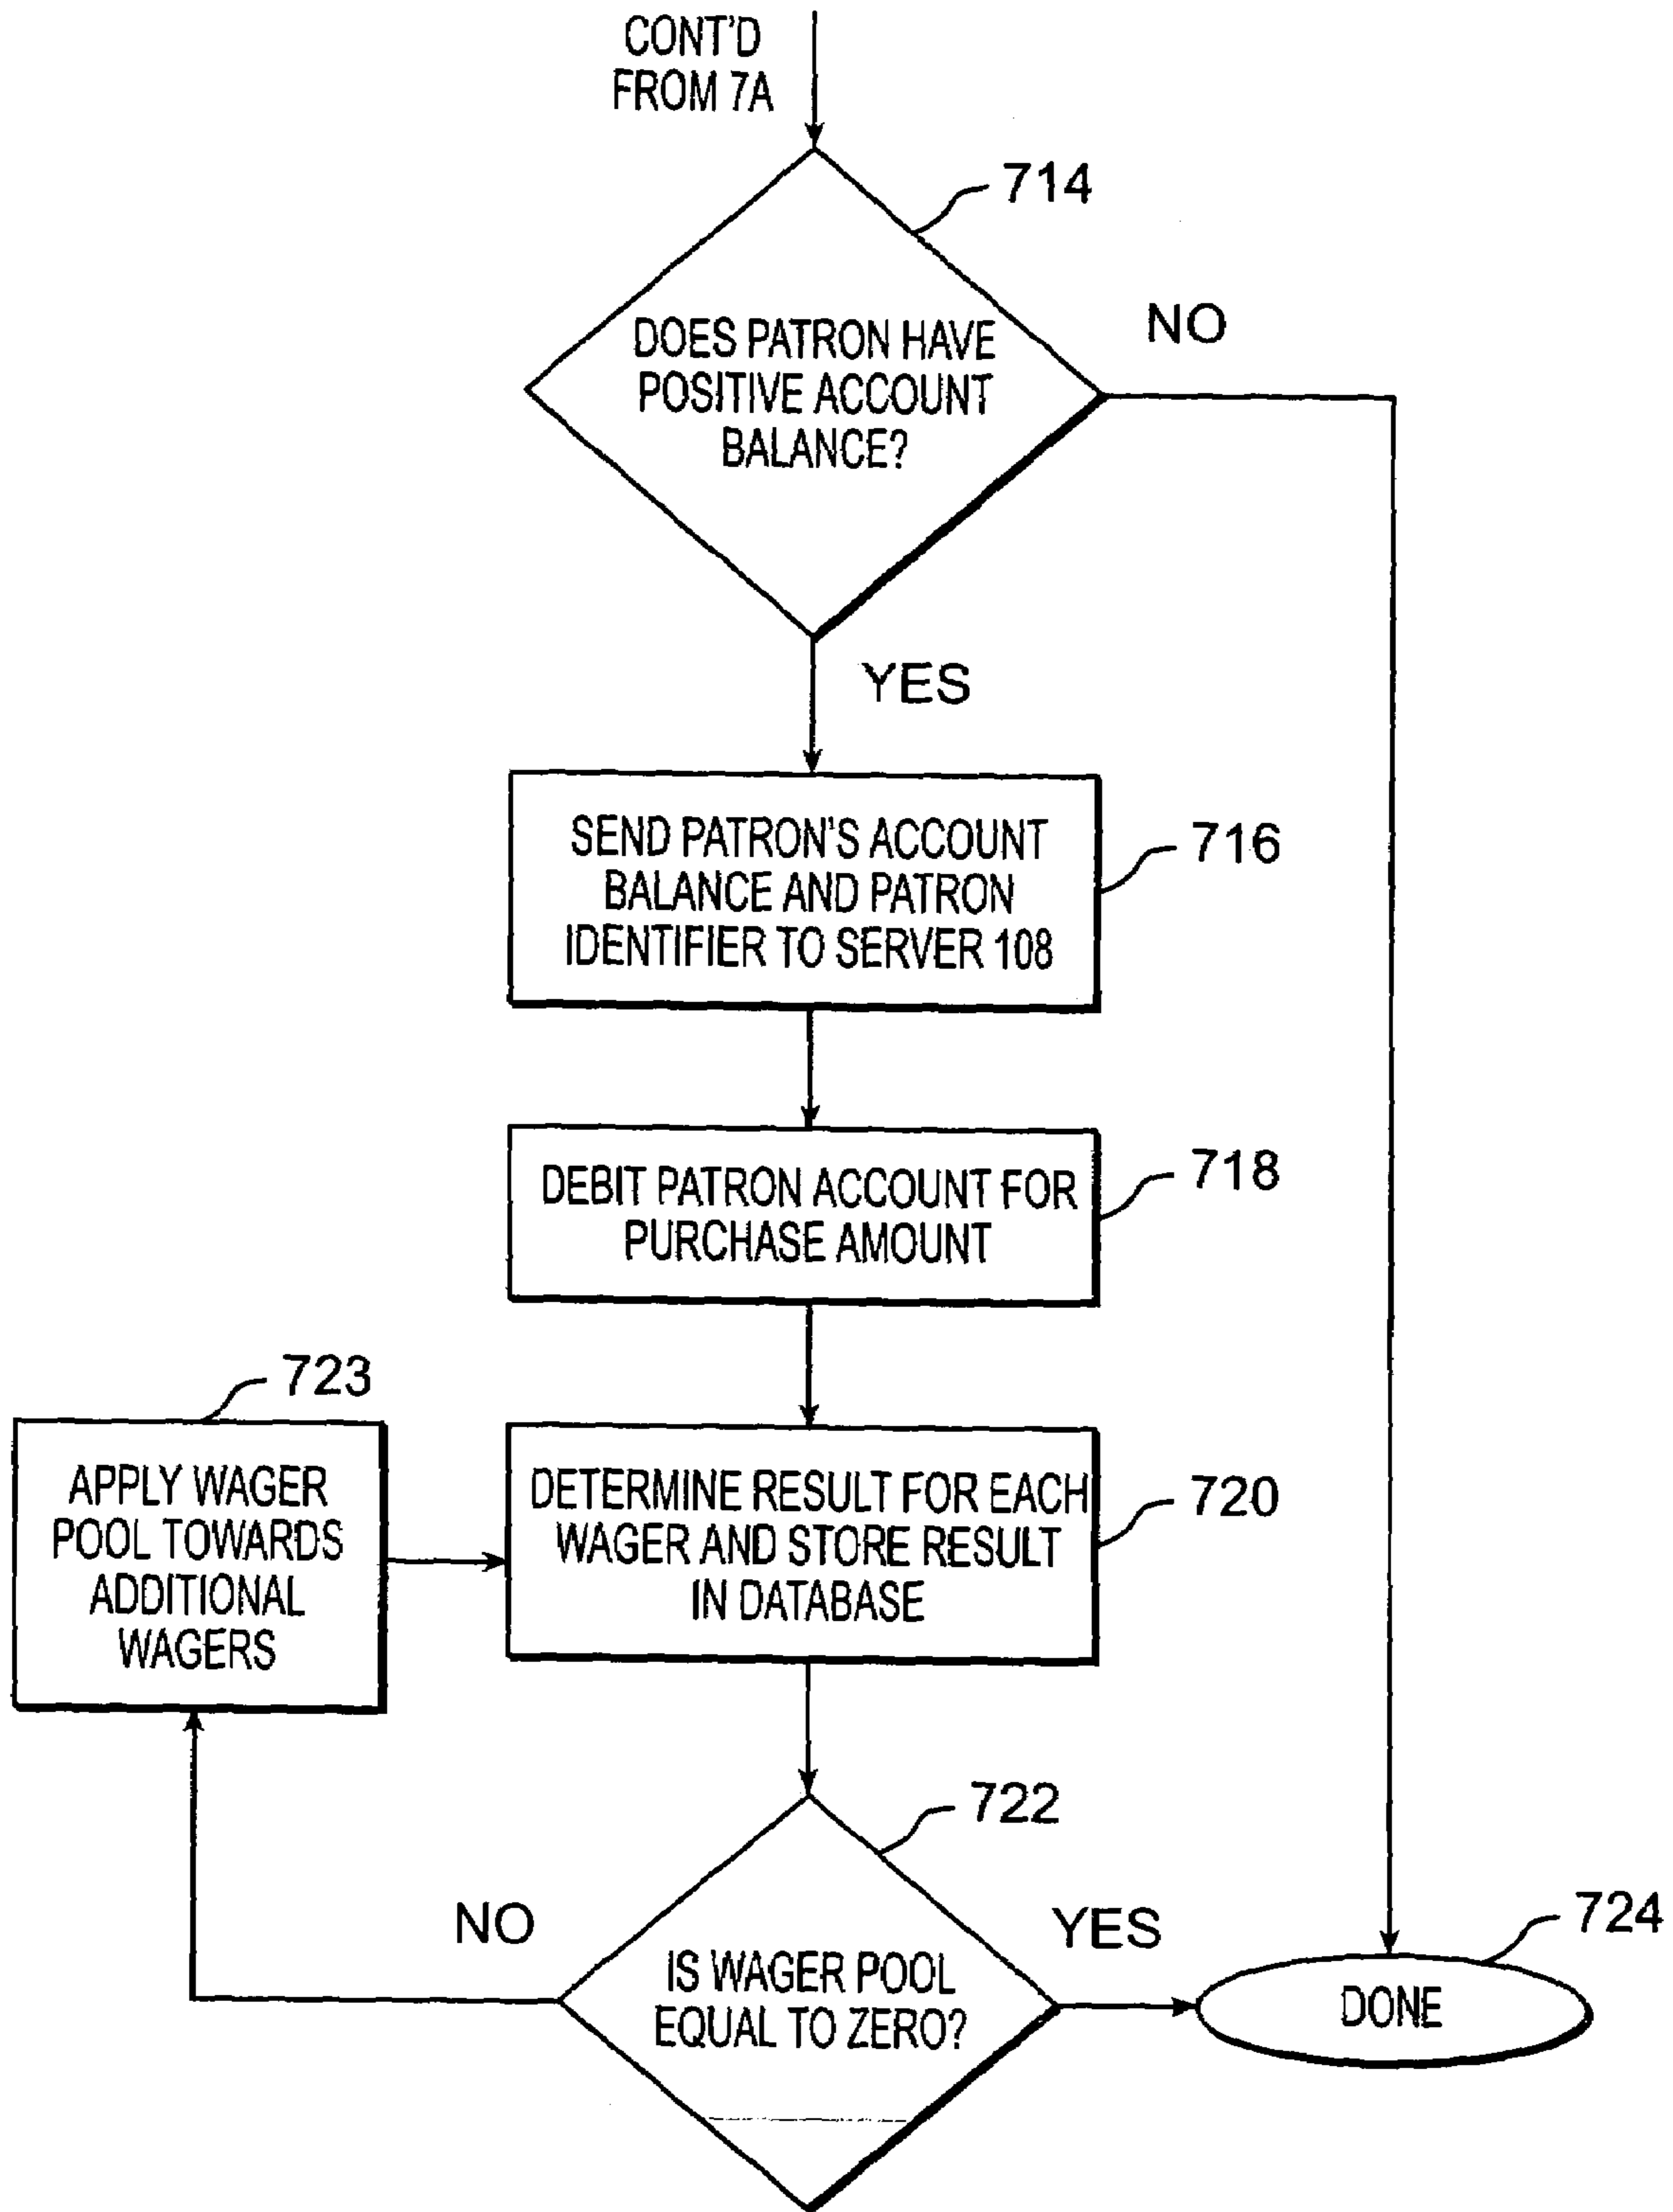 CONT'D
FROM 7A
714
DOES PATRON HAVE
POSITIVE ACCOUNT
BALANCE?
NO
YES
SEND PATRON'S ACCOUNT
BALANCE AND PATRON
IDENTIFIER TO SERVER 108
716
DEBIT PATRON ACCOUNT FOR
PURCHASE AMOUNT
718
723
APPLY WAGER
POOL TOWARDS
ADDITIONAL
WAGERS
DETERMINE RESULT FOR EACH
WAGER AND STORE RESULT
IN DATABASE
720
722
NO
IS WAGER POOL
EQUAL TO ZERO?
YES
724
DONE